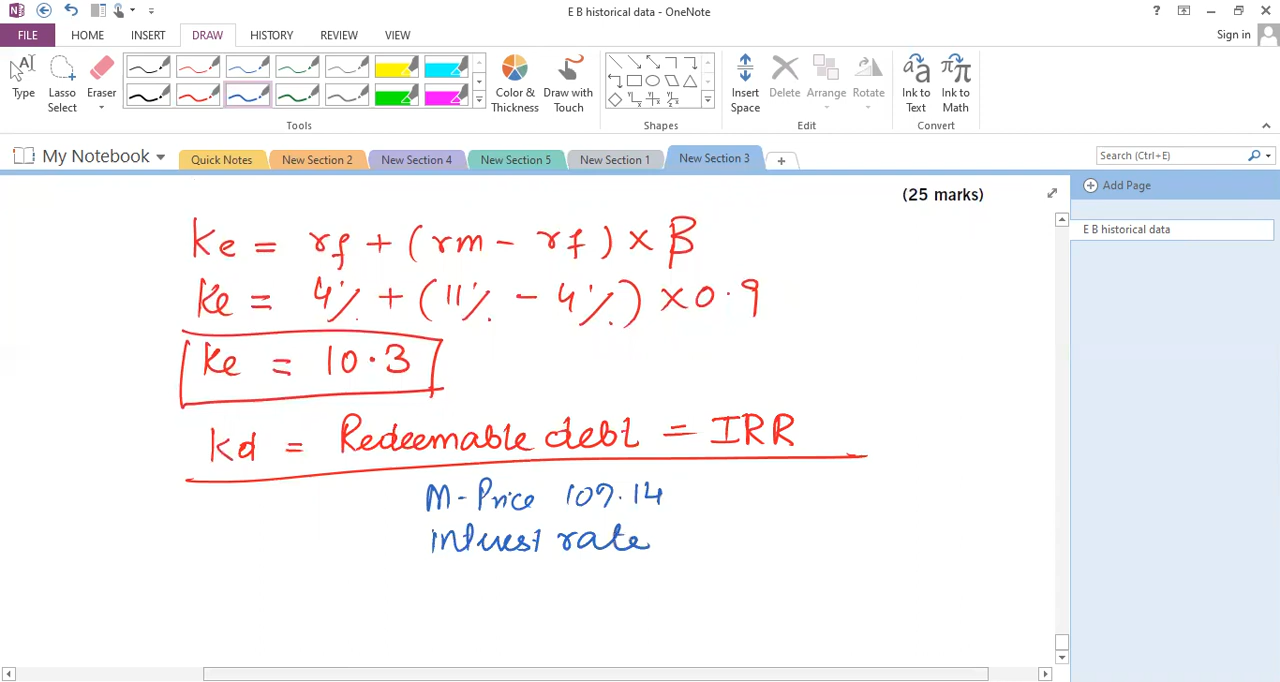 E B historical data - OneNote
FILE HOME INSERT DRAW HISTORY REVIEW VIEW
Sign in
Type
Lasso Select
Eraser
Color & Thickness
Draw with Touch
Insert Space
Delete
Arrange
Rotate
Ink to Text
Ink to Math
Tools
Shapes
Edit
Convert
My Notebook
Quick Notes
New Section 2
New Section 4
New Section 5
New Section 1
New Section 3
Search (Ctrl+E)
Add Page
E B historical data
(25 marks)
Ke = rf + (rm - rf) × β
Ke = 4% + (11% - 4%) × 0.9
Ke = 10.3
Kd = Redeemable debt = IRR
M-Price 107.14
interest rate